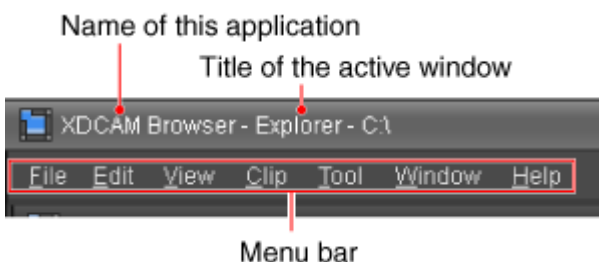 Name of this application
Title of the active window
XDCAM Browser - Explorer - C:\
File Edit View Clip Tool Window Help
Menu bar